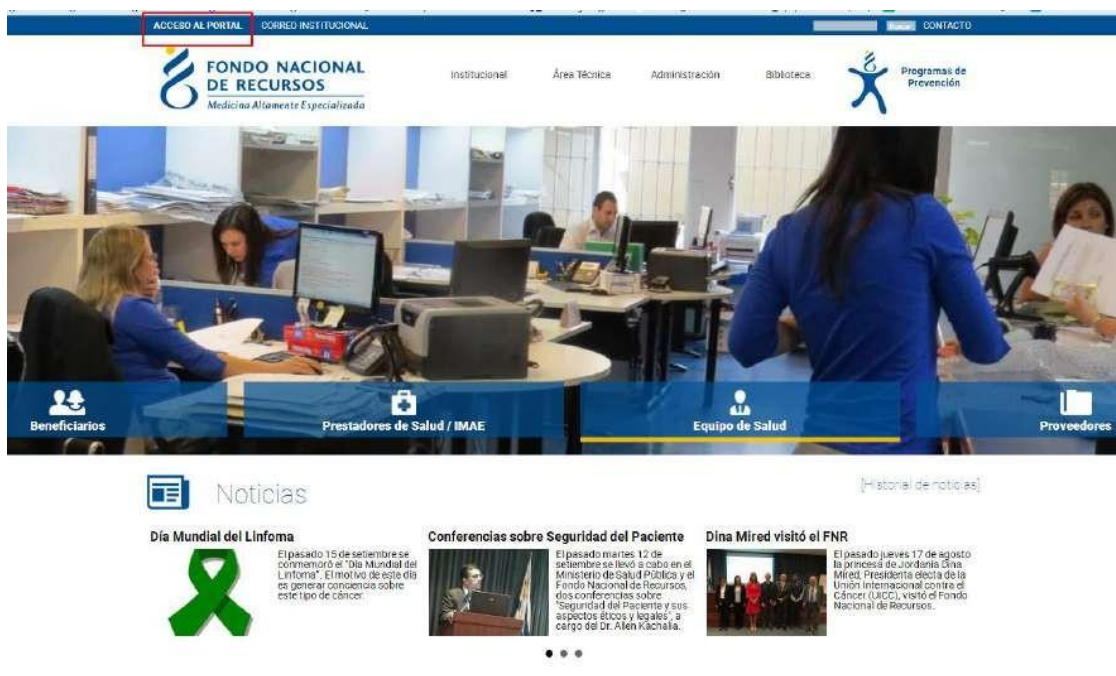 ACCESO AL PORTAL
CORREO INSTITUCIONAL
Buscar
CONTACTO
FONDO NACIONAL
DE RECURSOS
Medicina Altamente Especializada
Institucional
Área Técnica
Administración
Biblioteca
Programas de
Prevención
Beneficiarios
Prestadores de Salud / IMAE
Equipo de Salud
Proveedores
Noticias
[Historial de noticias]
Día Mundial del Linfoma
El pasado 15 de setiembre se
conmemoró el "Día Mundial del
Linfoma". El motivo de este día
es generar conciencia sobre
este tipo de cáncer.
Conferencias sobre Seguridad del Paciente
El pasado martes 12 de
setiembre se llevó a cabo en el
Ministerio de Salud Pública y el
Fondo Nacional de Recursos,
dos conferencias sobre
"Seguridad del Paciente y sus
aspectos éticos y legales", a
cargo del Dr. Allen Kachalia.
Dina Mired visitó el FNR
El pasado jueves 17 de agosto
la princesa de Jordania Dina
Mired, Presidenta electa de la
Unión Internacional contra el
Cáncer (UICC), visitó el Fondo
Nacional de Recursos.